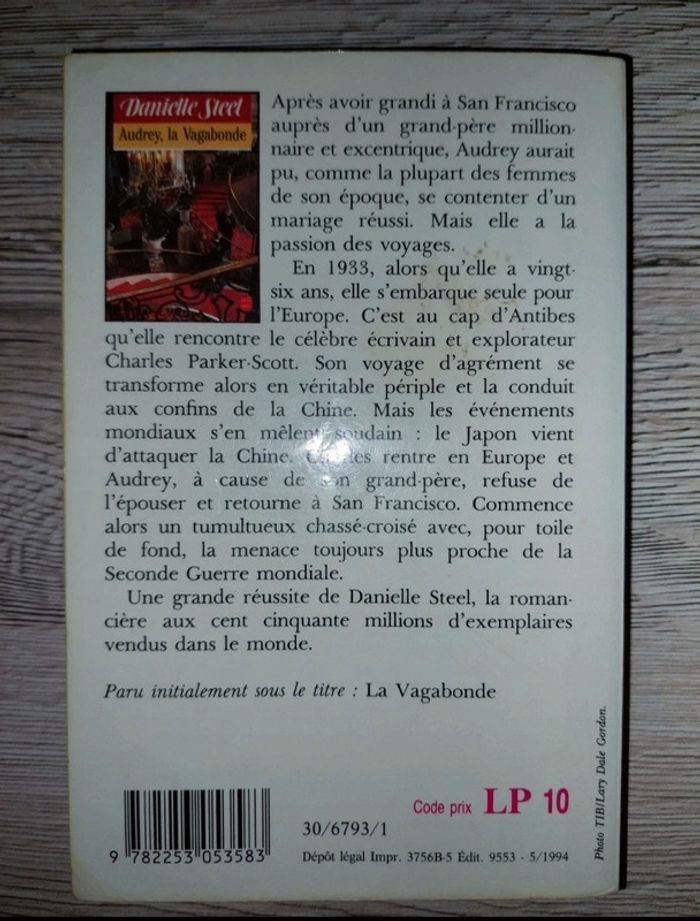 Danielle Steel
Audrey, la Vagabonde
Après avoir grandi à San Francisco
auprès d'un grand-père million-
naire et excentrique, Audrey aurait
pu, comme la plupart des femmes
de son époque, se contenter d'un
mariage réussi. Mais elle a la
passion des voyages.
En 1933, alors qu'elle a vingt-
six ans, elle s'embarque seule pour
l'Europe. C'est au cap d'Antibes
qu'elle rencontre le célèbre écrivain et explorateur
Charles Parker-Scott. Son voyage d'agrément se
transforme alors en véritable périple et la conduit
aux confins de la Chine. Mais les événements
mondiaux s'en mêlent soudain : le Japon vient
d'attaquer la Chine. Charles rentre en Europe et
Audrey, à cause de son grand-père, refuse de
l'épouser et retourne à San Francisco. Commence
alors un tumultueux chassé-croisé avec, pour toile
de fond, la menace toujours plus proche de la
Seconde Guerre mondiale.
Une grande réussite de Danielle Steel, la roman-
cière aux cent cinquante millions d'exemplaires
vendus dans le monde.
Paru initialement sous le titre : La Vagabonde
Code prix LP 10
30/6793/1
9 782253 053583
Dépôt légal Impr. 3756B-5 Édit. 9553 - 5/1994
Photo TIB/Lary Dale Gordon.